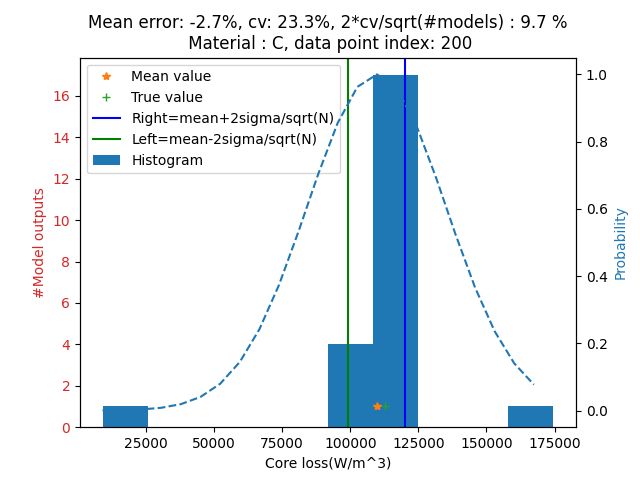 Mean error: -2.7%, cv: 23.3%, 2*cv/sqrt(#models) : 9.7 %
Material : C, data point index: 200
Mean value
True value
Right=mean+2sigma/sqrt(N)
Left=mean-2sigma/sqrt(N)
Histogram
#Model outputs
16
14
12
10
8
6
4
2
0
Probability
1.0
0.8
0.6
0.4
0.2
0.0
25000 50000 75000 100000 125000 150000 175000
Core loss(W/m^3)